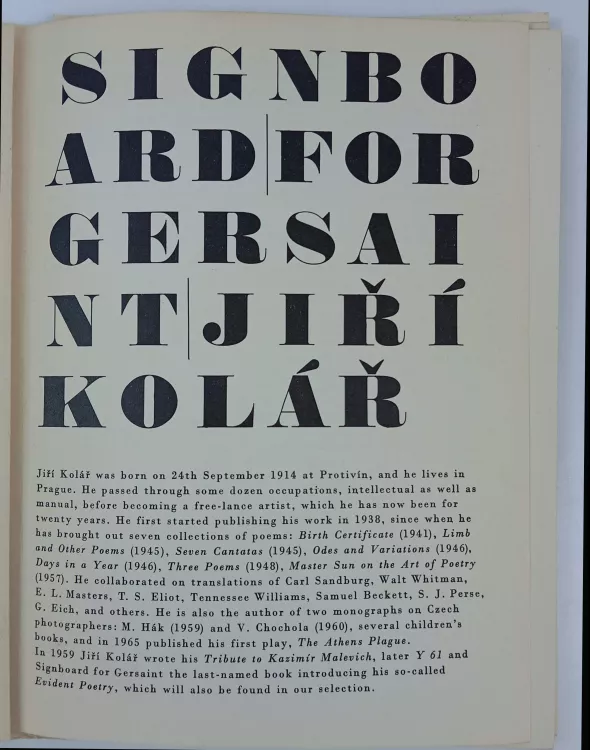 SIGNBO
ARD|FOR
GERSAI
NT|JIŘÍ
KOLÁŘ
Jiří Kolář was born on 24th September 1914 at Protivín, and he lives in
Prague. He passed through some dozen occupations, intellectual as well as
manual, before becoming a free-lance artist, which he has now been for
twenty years. He first started publishing his work in 1938, since when he
has brought out seven collections of poems: Birth Certificate (1941), Limb
and Other Poems (1945), Seven Cantatas (1945), Odes and Variations (1946),
Days in a Year (1946), Three Poems (1948), Master Sun on the Art of Poetry
(1957). He collaborated on translations of Carl Sandburg, Walt Whitman,
E. L. Masters, T. S. Eliot, Tennessee Williams, Samuel Beckett, S. J. Perse,
G. Eich, and others. He is also the author of two monographs on Czech
photographers: M. Hák (1959) and V. Chochola (1960), several children's
books, and in 1965 published his first play, The Athens Plague.
In 1959 Jiří Kolář wrote his Tribute to Kazimír Malevich, later Y 61 and
Signboard for Gersaint the last-named book introducing his so-called
Evident Poetry, which will also be found in our selection.